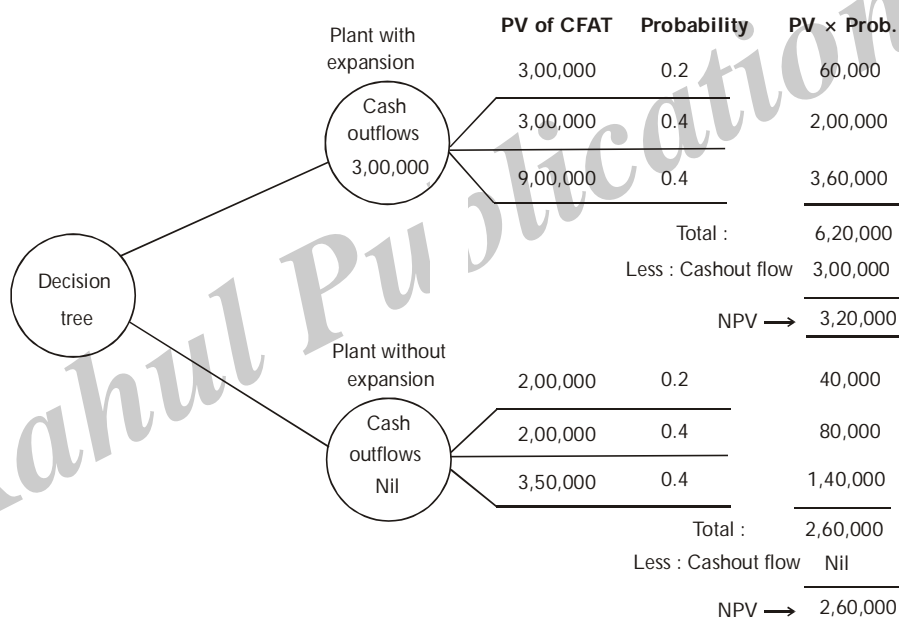 PV of CFAT Probability PV × Prob.
Plant with
expansion
3,00,000 0.2 60,000
Cash
outflows
3,00,000
3,00,000 0.4 2,00,000
9,00,000 0.4 3,60,000
Total : 6,20,000
Less : Cashout flow 3,00,000
NPV → 3,20,000
Decision
tree
Plant without
expansion
2,00,000 0.2 40,000
Cash
outflows
Nil
2,00,000 0.4 80,000
3,50,000 0.4 1,40,000
Total : 2,60,000
Less : Cashout flow Nil
NPV → 2,60,000